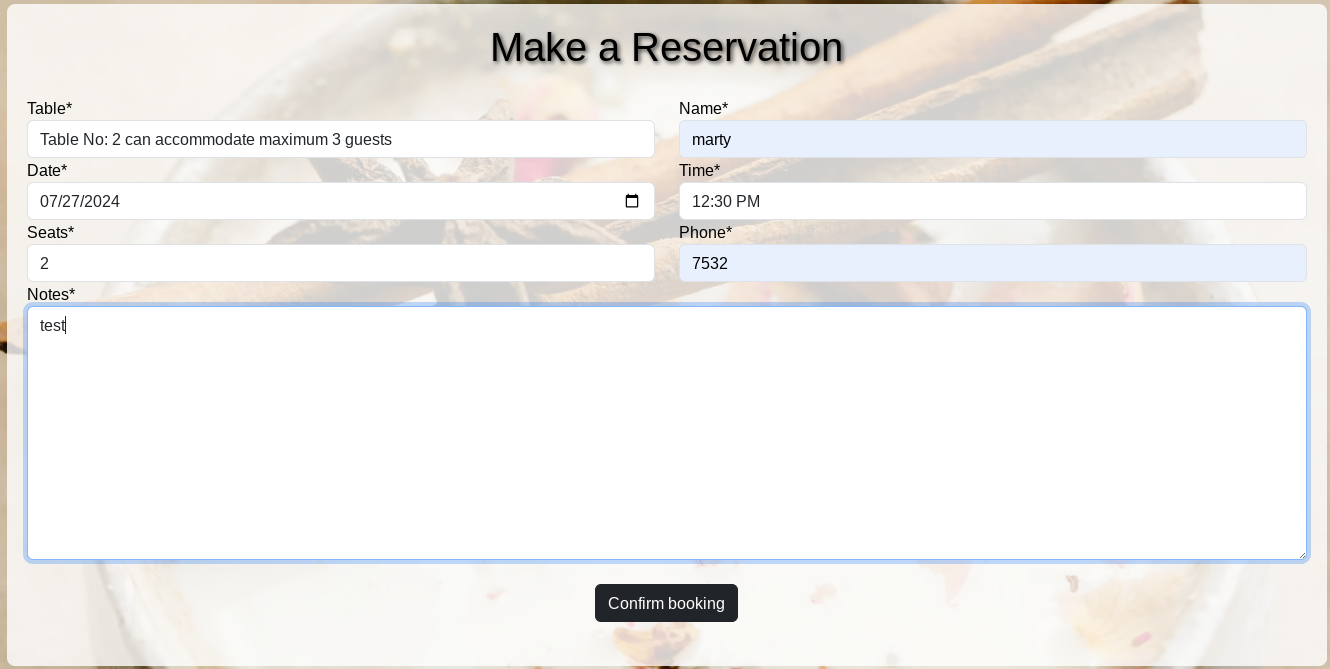 Make a Reservation
Table*
Name*
Table No: 2 can accommodate maximum 3 guests
marty
Date*
Time*
07/27/2024
12:30 PM
Seats*
Phone*
2
7532
Notes*
test
Confirm booking